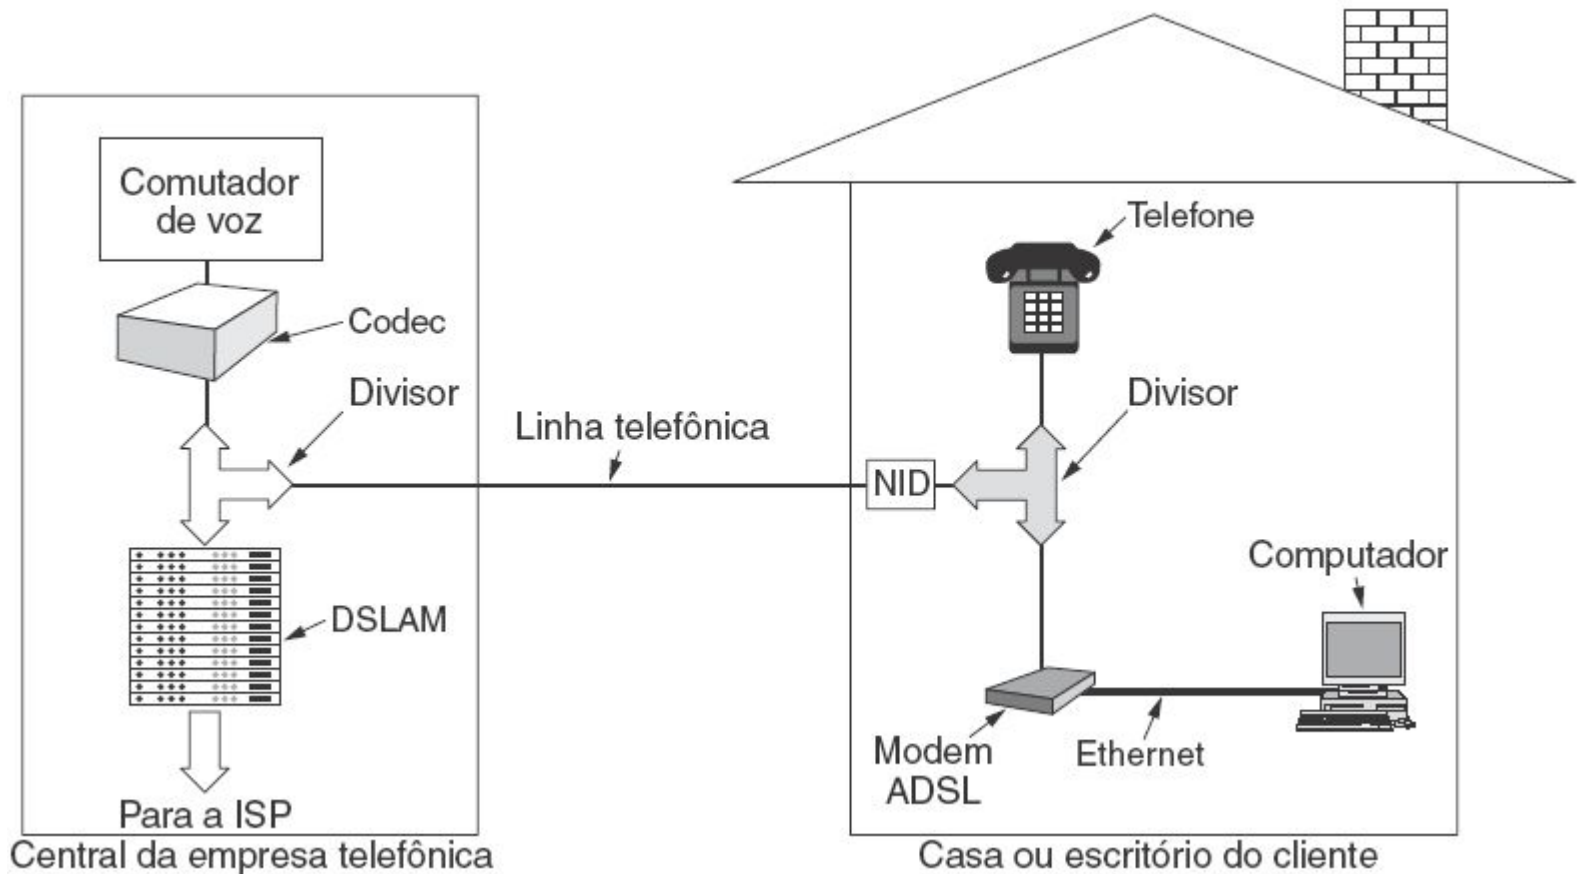 Comutador
de voz
Codec
Divisor
DSLAM
Para a ISP
Central da empresa telefônica
Linha telefônica
NID
Telefone
Divisor
Computador
Modem
ADSL
Ethernet
Casa ou escritório do cliente